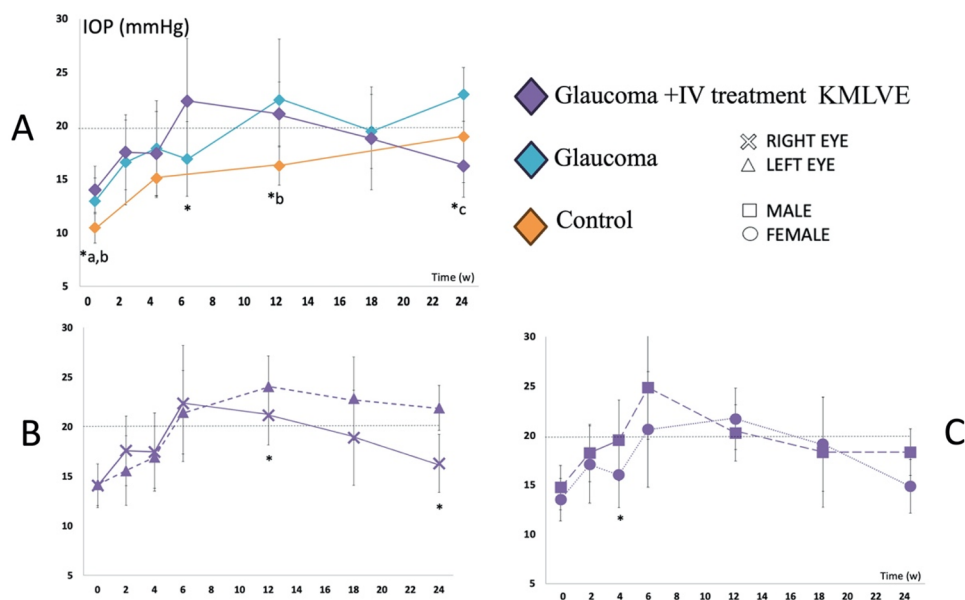 A
IOP (mmHg)
30
25
20
15
10
5
*a,b
*
*b
*c
Time (w)
0 2 4 6 8 10 12 14 16 18 20 22 24
Glaucoma +IV treatment KMLVE
Glaucoma
Control
RIGHT EYE
LEFT EYE
MALE
FEMALE
B
30
25
20
15
10
5
*
*
0 2 4 6 8 10 12 14 16 18 20 22 24
C
30
25
20
15
10
5
*
Time (w)
0 2 4 6 8 10 12 14 16 18 20 22 24